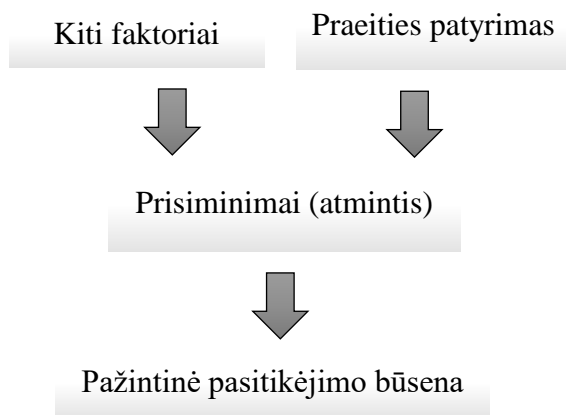 Kiti faktoriai
Praeities patyrimas
Prisiminimai (atmintis)
Pažintinė pasitikėjimo būsena